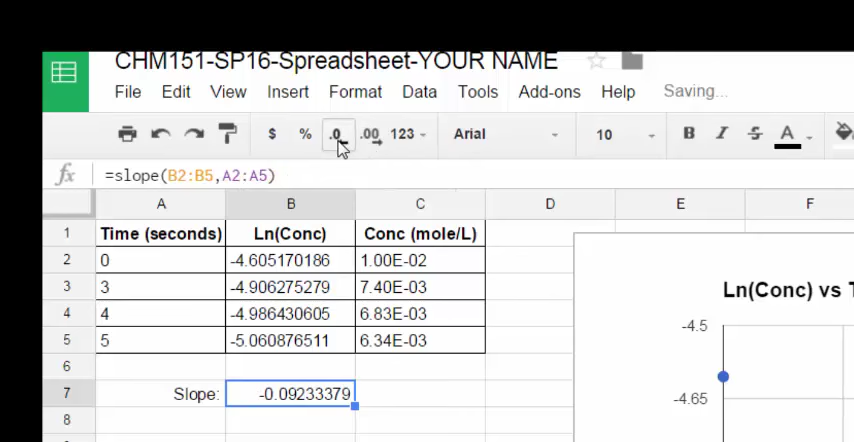 CHM151-SP16-Spreadsheet-YOUR NAME
File Edit View Insert Format Data Tools Add-ons Help Saving...
$ % .0 .00 123 Arial 10 B I S A
fx =slope(B2:B5,A2:A5)
A B C D E F
1 Time (seconds) Ln(Conc) Conc (mole/L)
2 0 -4.605170186 1.00E-02
3 3 -4.906275279 7.40E-03
4 4 -4.986430605 6.83E-03
5 5 -5.060876511 6.34E-03
6
7 Slope: -0.09233379
8
Ln(Conc) vs
-4.5
-4.65